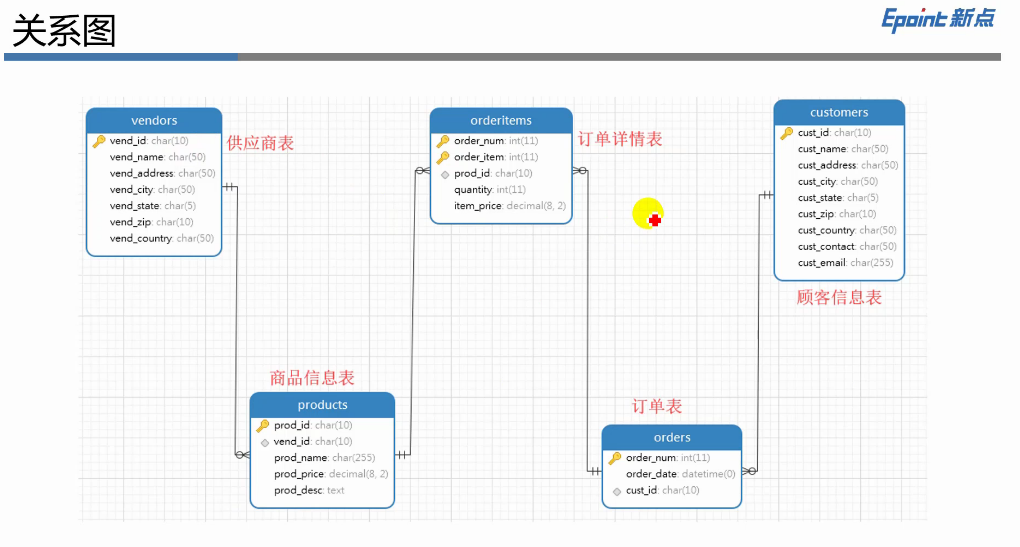 关系图
Epoint 新点
vendors
vend_id: char(10)
vend_name: char(50)
vend_address: char(50)
vend_city: char(50)
vend_state: char(5)
vend_zip: char(10)
vend_country: char(50)
供应商表
orderitems
order_num: int(11)
order_item: int(11)
prod_id: char(10)
quantity: int(11)
item_price: decimal(8, 2)
订单详情表
customers
cust_id: char(10)
cust_name: char(50)
cust_address: char(50)
cust_city: char(50)
cust_state: char(5)
cust_zip: char(10)
cust_country: char(50)
cust_contact: char(50)
cust_email: char(255)
顾客信息表
商品信息表
products
prod_id: char(10)
vend_id: char(10)
prod_name: char(255)
prod_price: decimal(8, 2)
prod_desc: text
订单表
orders
order_num: int(11)
order_date: datetime(0)
cust_id: char(10)